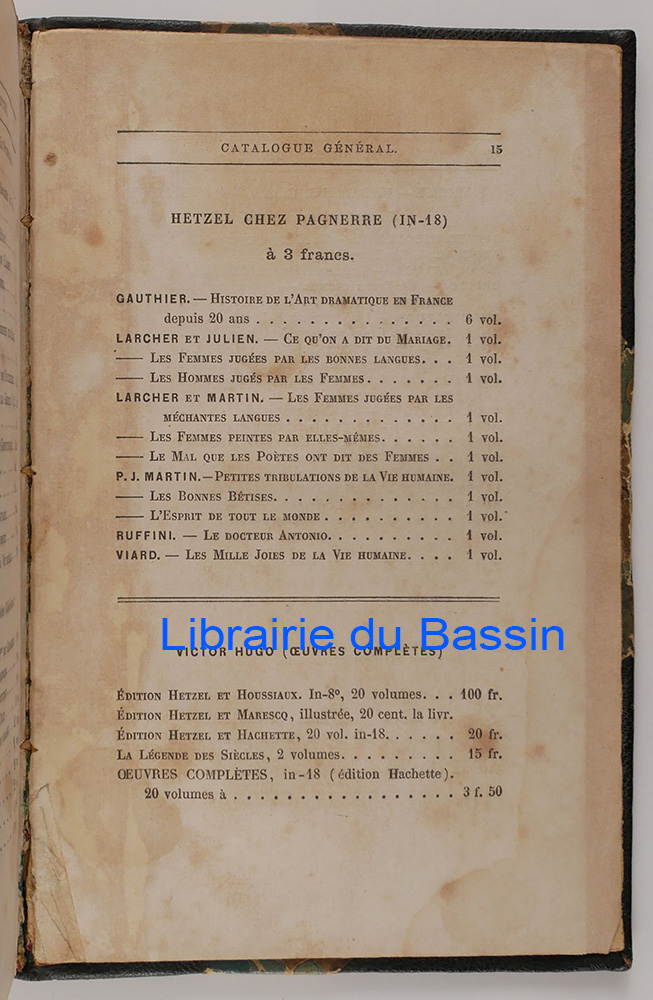 CATALOGUE GÉNÉRAL. 15
HETZEL CHEZ PAGNERRE (IN-18)
à 3 francs.
GAUTHIER. — HISTOIRE DE L'ART DRAMATIQUE EN FRANCE
depuis 20 ans . . . . . . . . . . . . . . . 6 vol.
LARCHER ET JULIEN. — CE QU'ON A DIT DU MARIAGE. 1 vol.
—— LES FEMMES JUGÉES PAR LES BONNES LANGUES. . . 1 vol.
—— LES HOMMES JUGÉS PAR LES FEMMES. . . . . . . 1 vol.
LARCHER ET MARTIN. — LES FEMMES JUGÉES PAR LES
MÉCHANTES LANGUES . . . . . . . . . . . . . 1 vol.
—— LES FEMMES PEINTES PAR ELLES-MÊMES. . . . . . 1 vol.
—— LE MAL QUE LES POÈTES ONT DIT DES FEMMES . . 1 vol.
P. J. MARTIN. — PETITES TRIBULATIONS DE LA VIE HUMAINE. 1 vol.
—— LES BONNES BÊTISES. . . . . . . . . . . . . . 1 vol.
—— L'ESPRIT DE TOUT LE MONDE . . . . . . . . . . 1 vol.
RUFFINI. — LE DOCTEUR ANTONIO. . . . . . . . . . 1 vol.
VIARD. — LES MILLE JOIES DE LA VIE HUMAINE. . . . 1 vol.
Librairie du Bassin
VICTOR HUGO (ŒUVRES COMPLÈTES)
ÉDITION HETZEL ET HOUSSIAUX. In-8º, 20 volumes. . . 100 fr.
ÉDITION HETZEL ET MARESCQ, illustrée, 20 cent. la livr.
ÉDITION HETZEL ET HACHETTE, 20 vol. in-18. . . . . . 20 fr.
LA LÉGENDE DES SIÈCLES, 2 volumes. . . . . . . . . 15 fr.
ŒUVRES COMPLÈTES, in-18 (édition Hachette).
20 volumes à . . . . . . . . . . . . . . . . . 3 f. 50